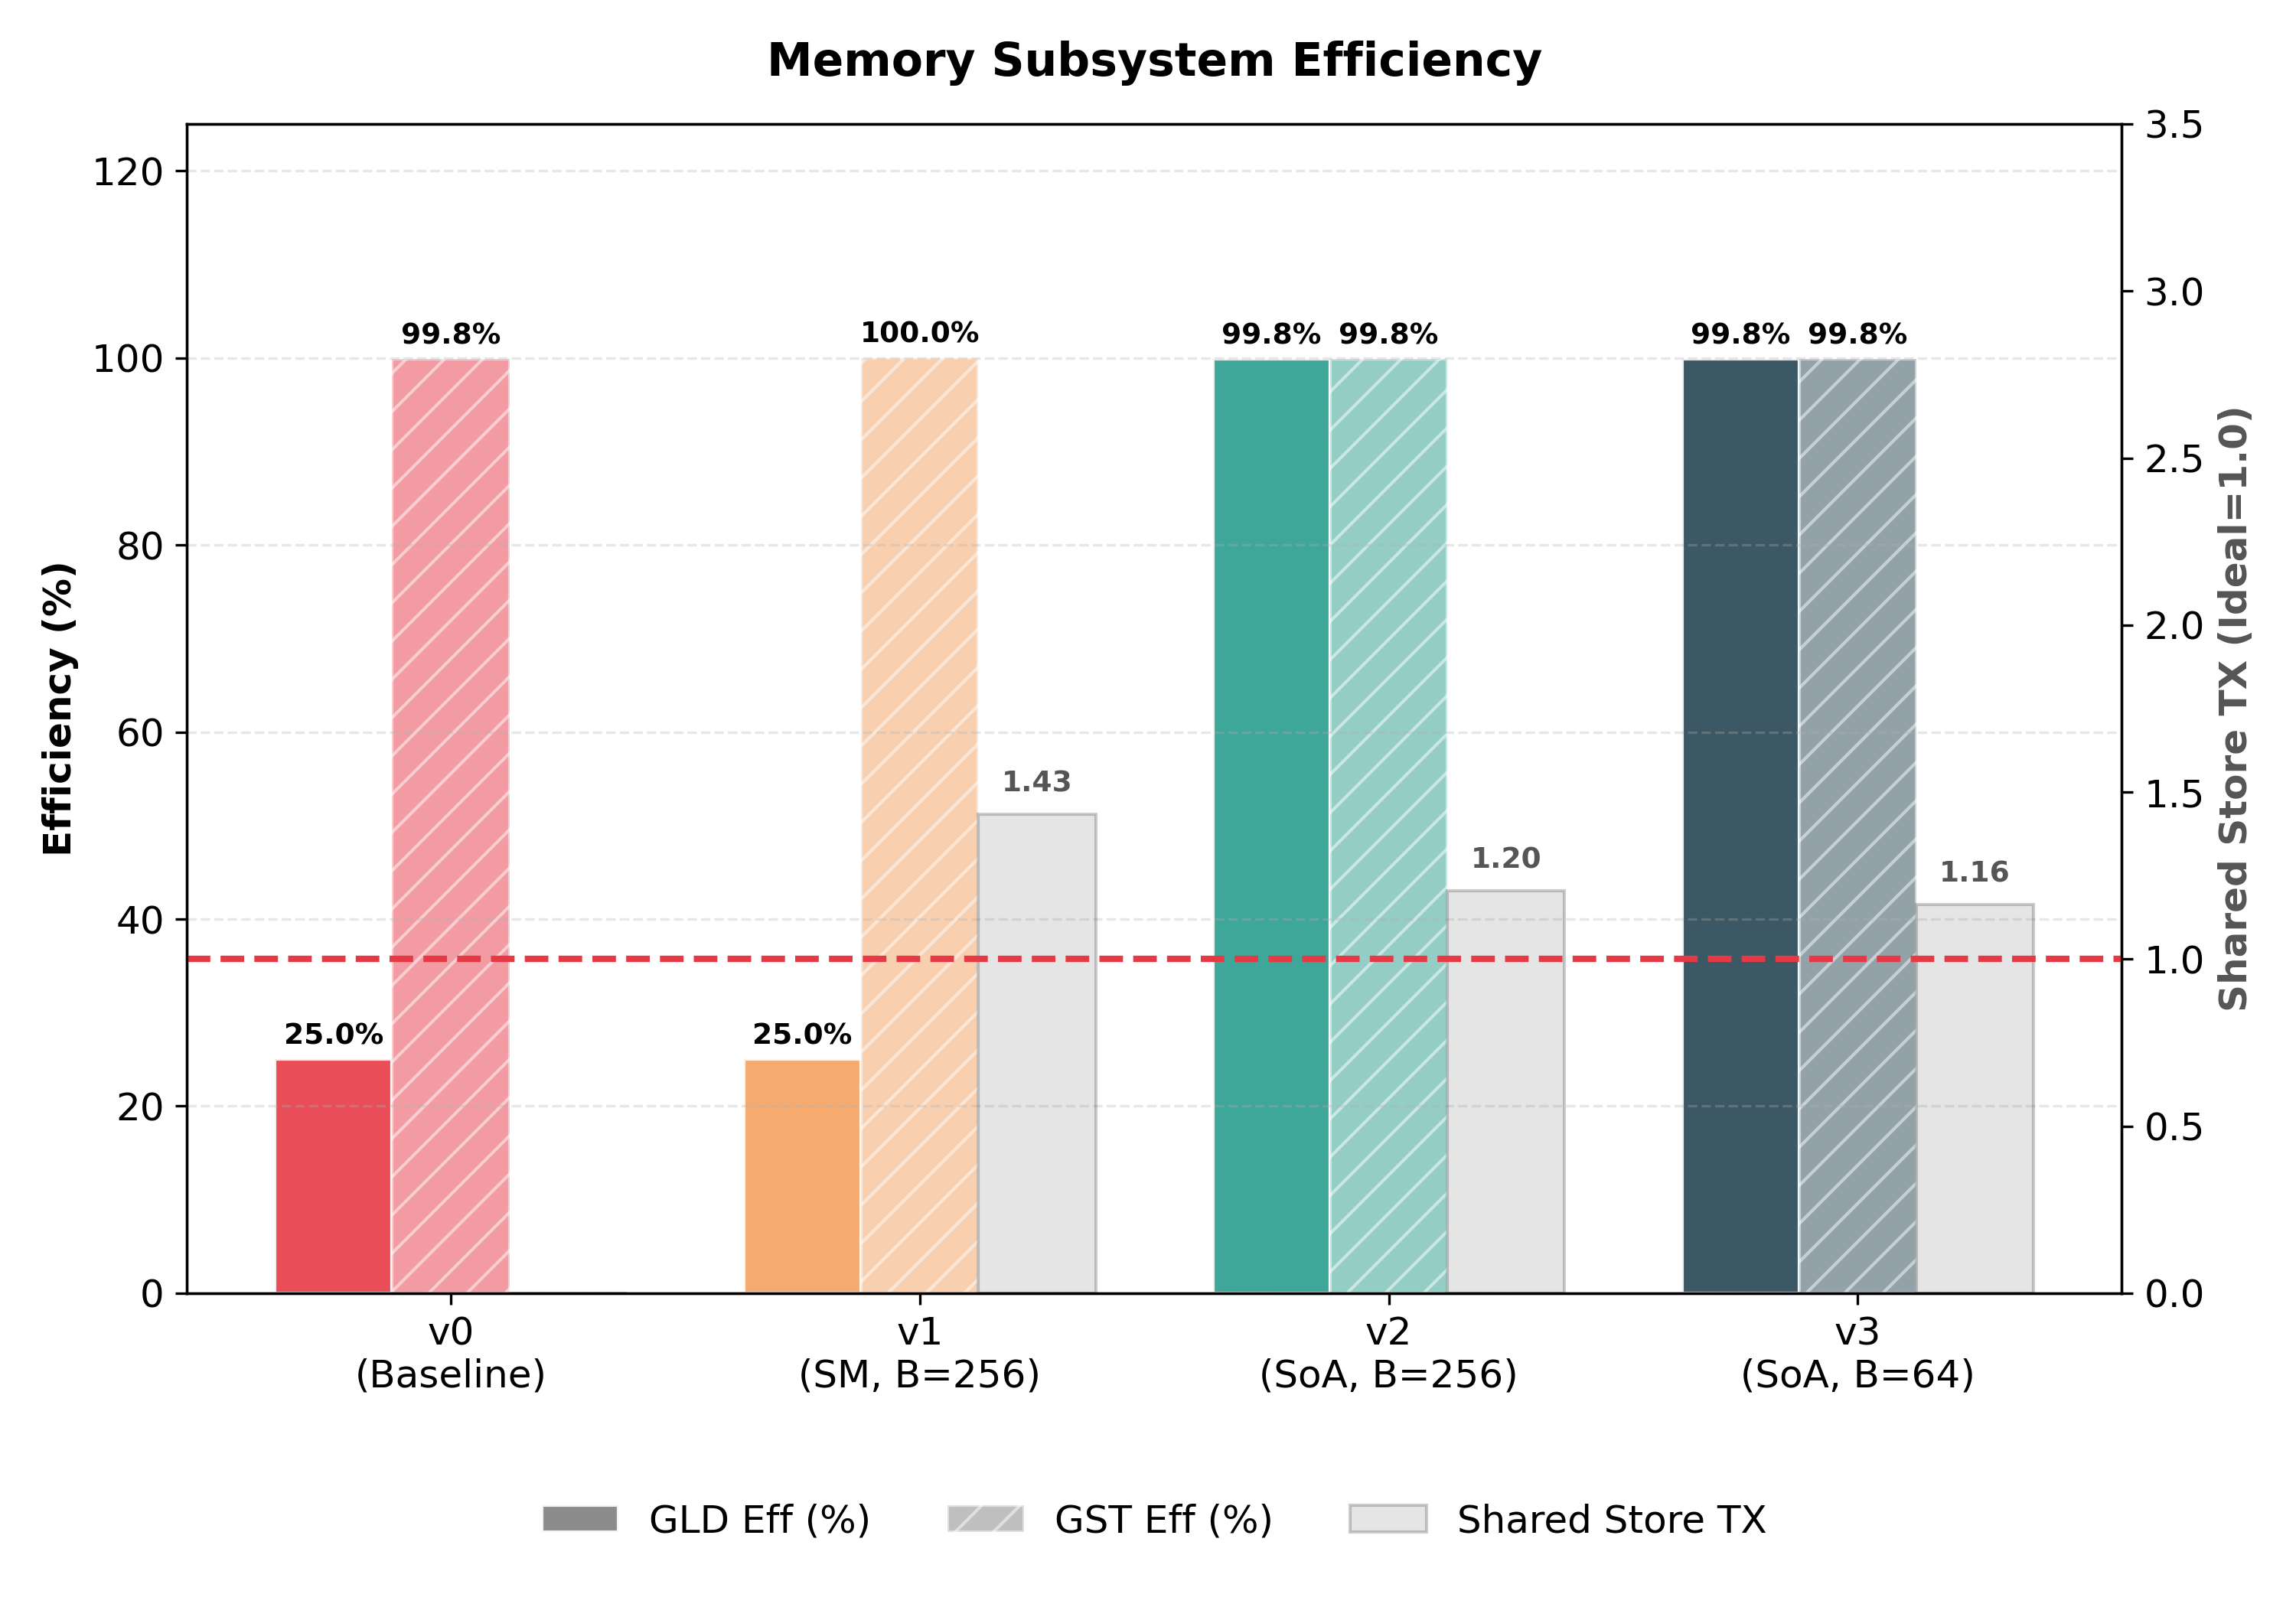 Memory Subsystem Efficiency
Efficiency (%)
120
100
80
60
40
20
0
3.5
3.0
2.5
2.0
1.5
1.0
0.5
0.0
Shared Store TX (Ideal=1.0)
25.0%
99.8%
25.0%
100.0%
1.43
99.8%
99.8%
1.20
99.8%
99.8%
1.16
v0
(Baseline)
v1
(SM, B=256)
v2
(SoA, B=256)
v3
(SoA, B=64)
GLD Eff (%)
GST Eff (%)
Shared Store TX